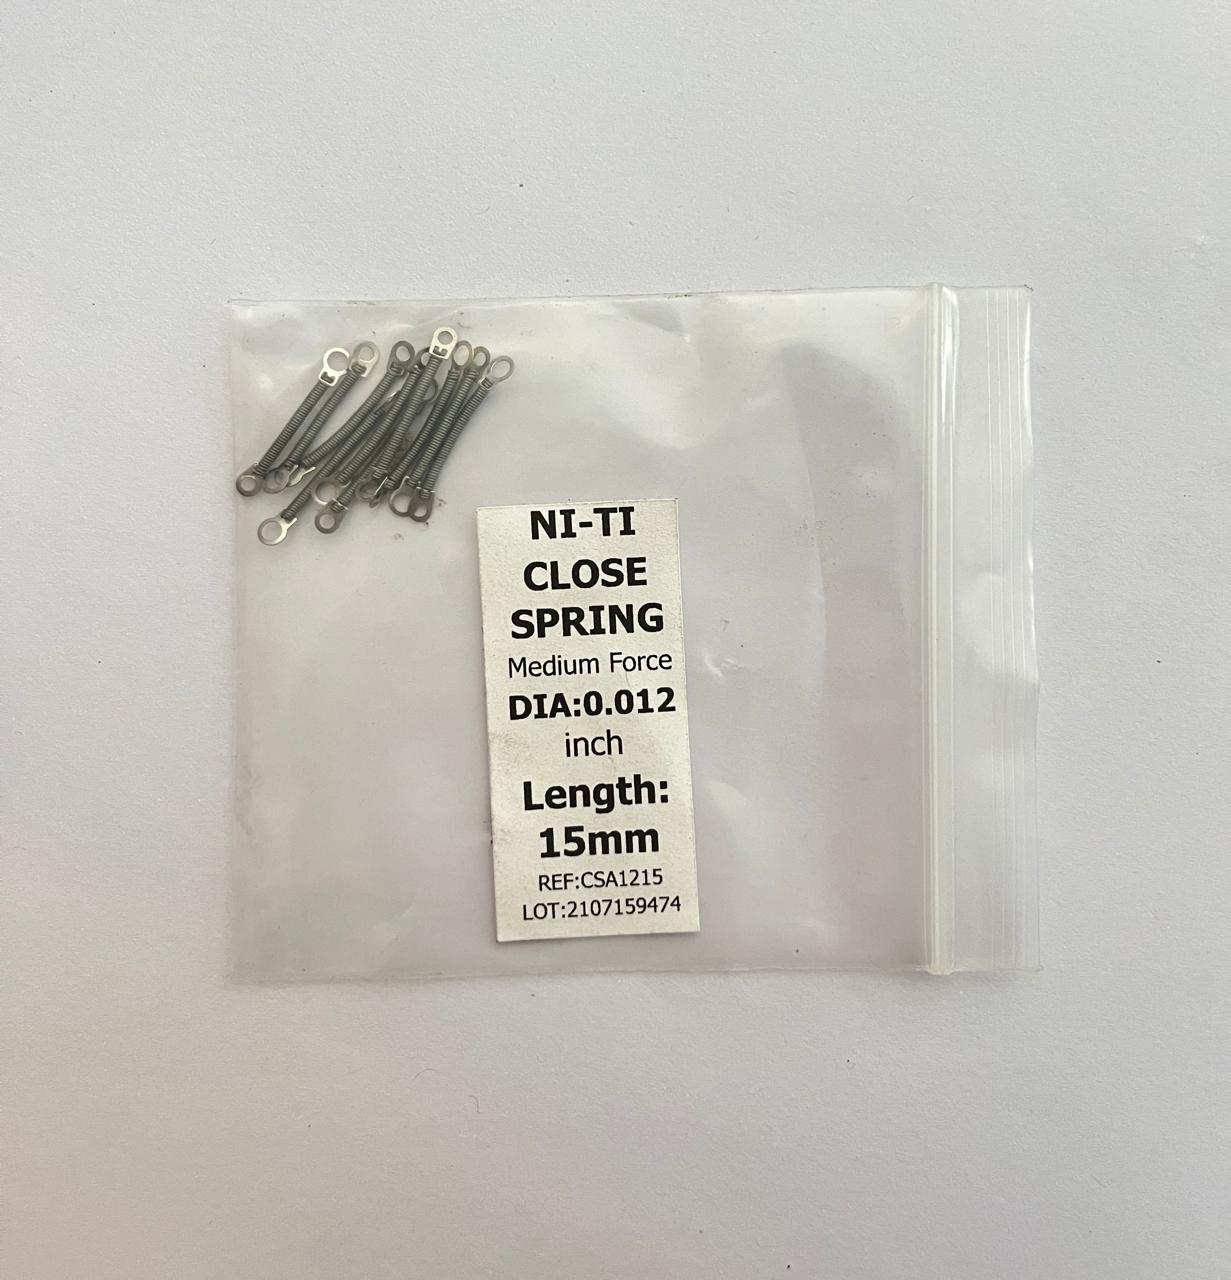 NI-TI
CLOSE
SPRING
Medium Force
DIA:0.012
inch
Length:
15mm
REF:CSA1215
LOT:2107159474